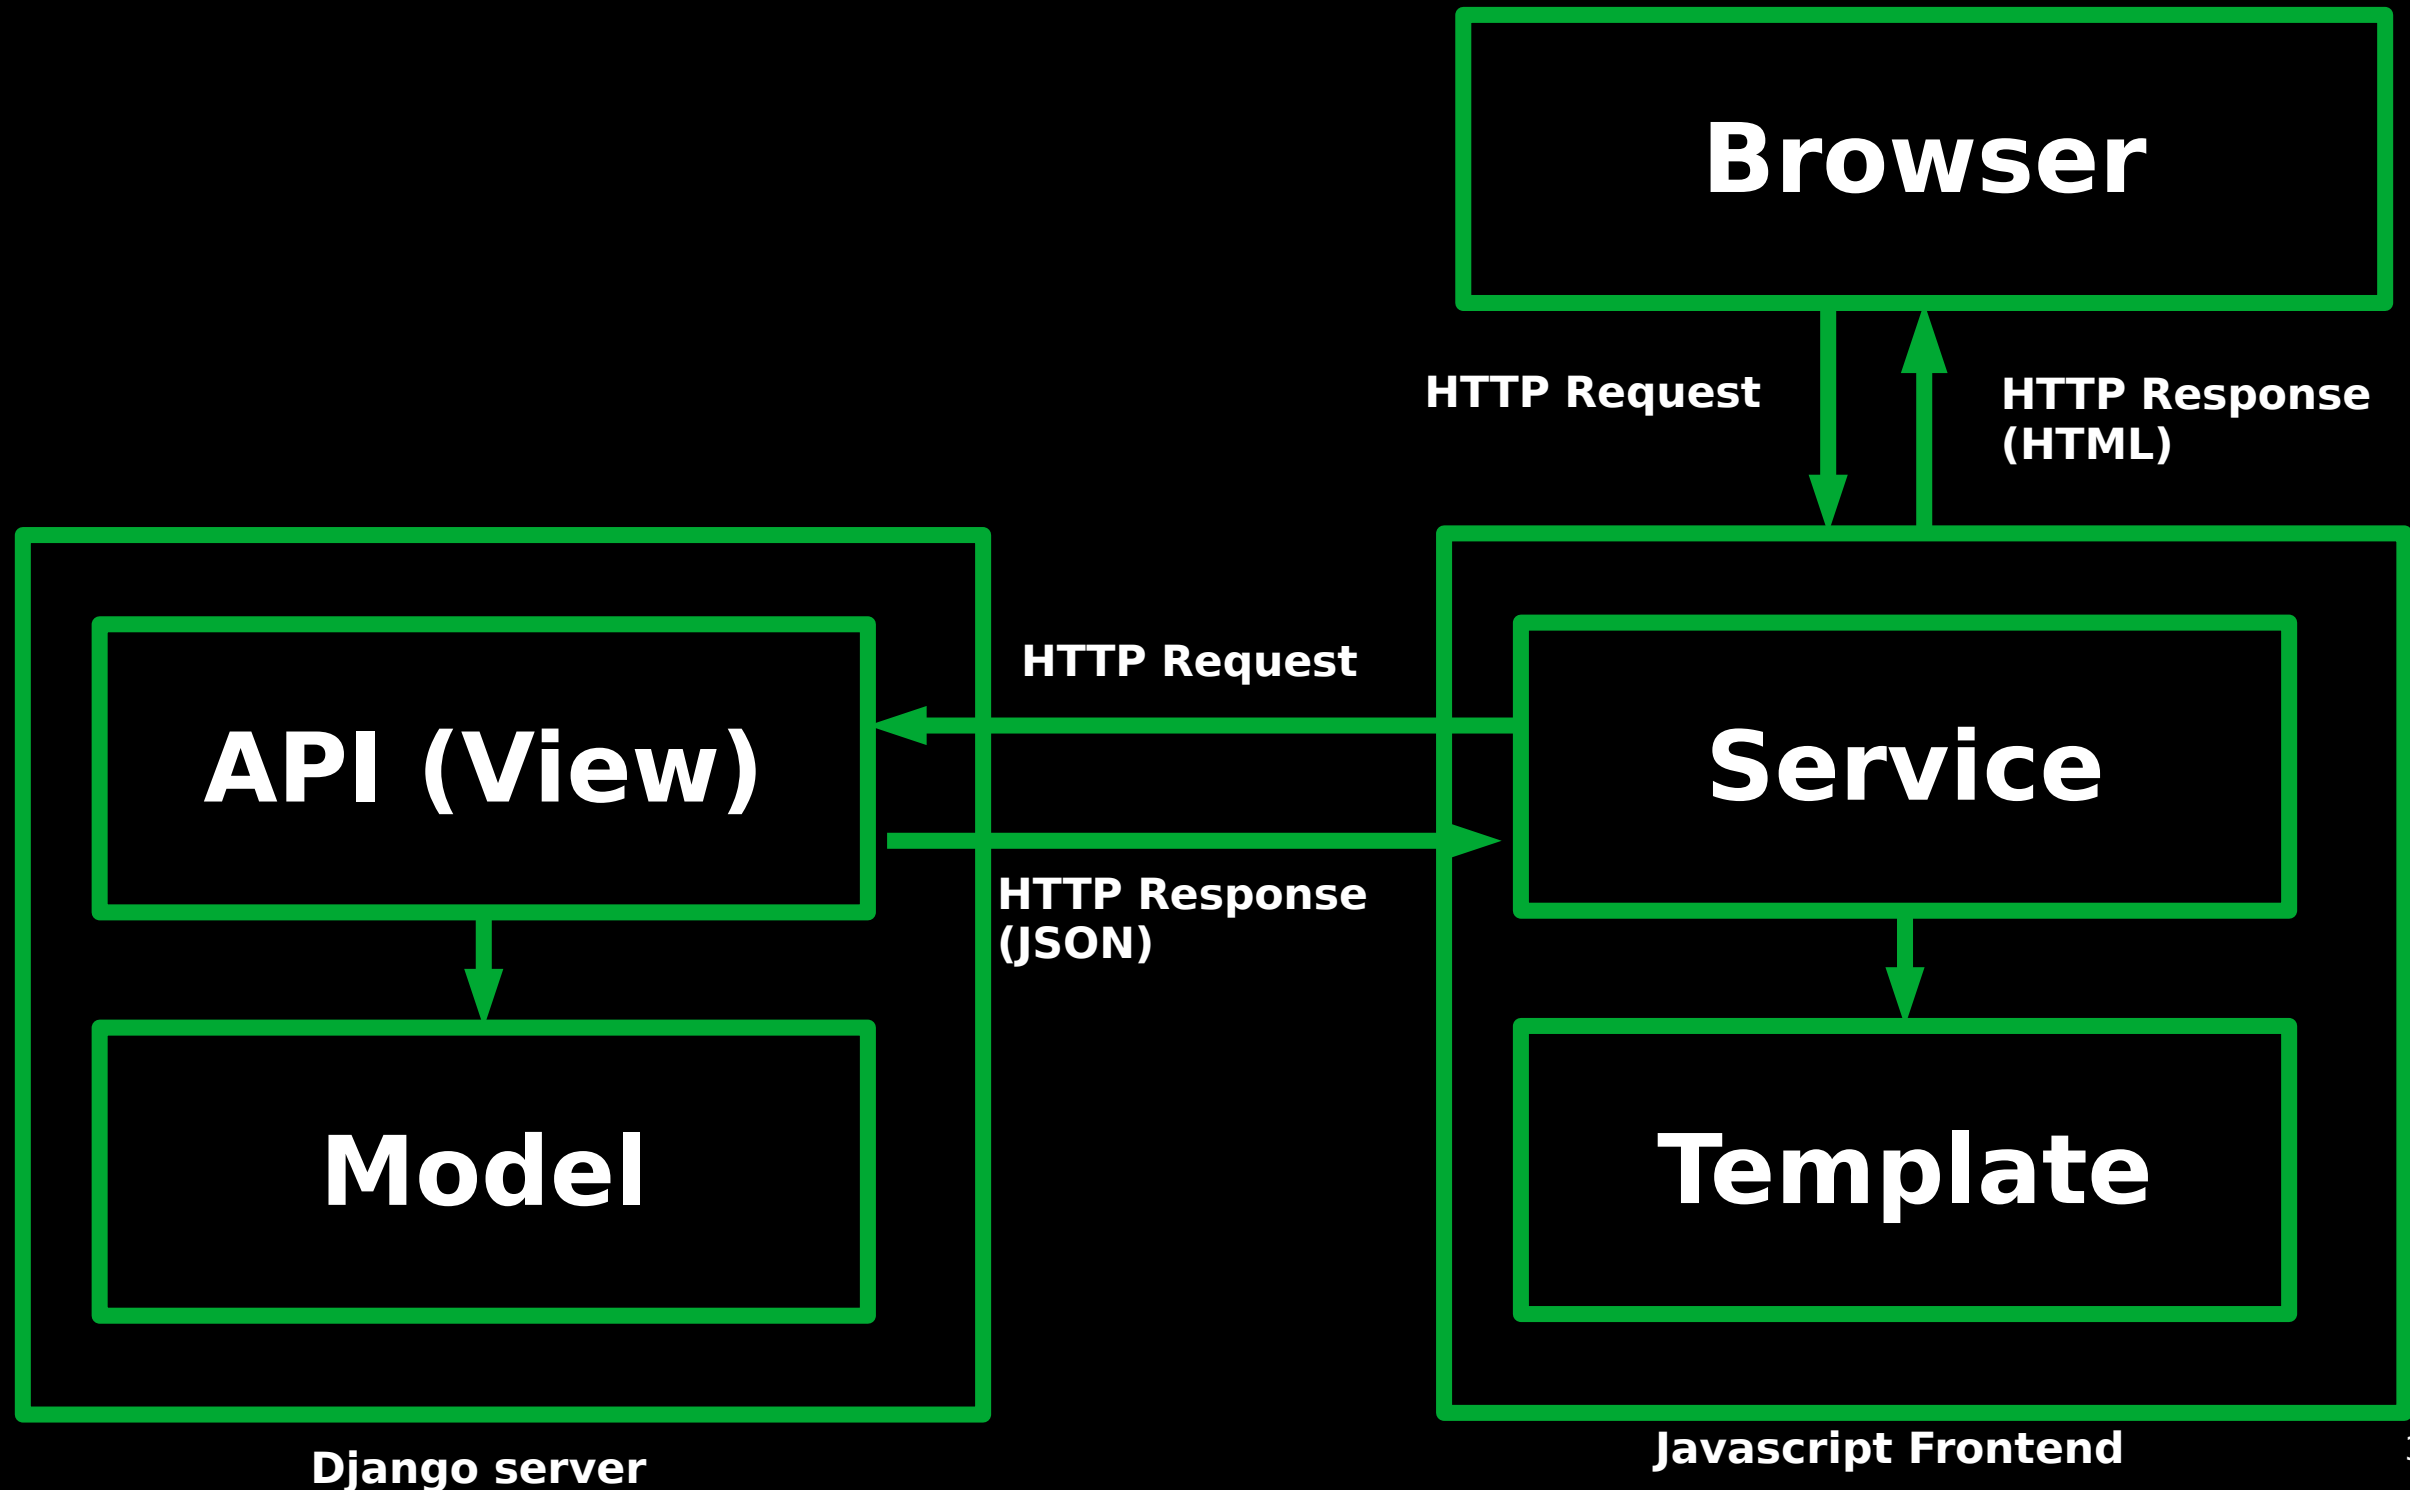 Browser
HTTP Request
HTTP Response
(HTML)
HTTP Request
API (View)
Service
HTTP Response
(JSON)
Model
Template
Django server
Javascript Frontend